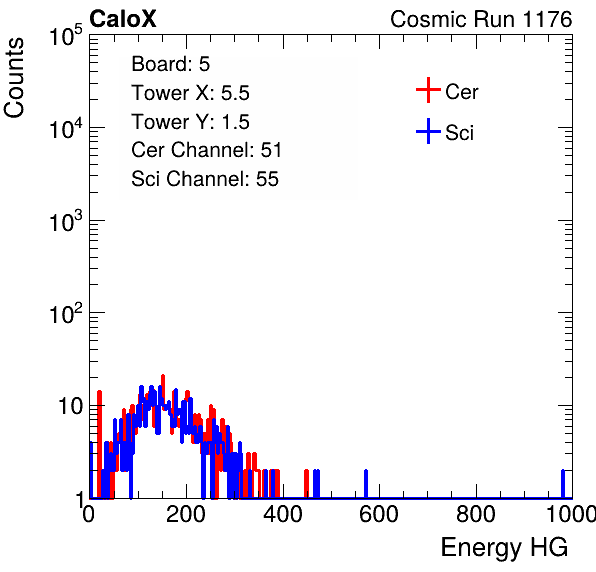 CaloX Cosmic Run 1176
Counts
Board: 5
Tower X: 5.5
Tower Y: 1.5
Cer Channel: 51
Sci Channel: 55
Cer
Sci
10^5
10^4
10^3
10^2
10
1
0 200 400 600 800 1000
Energy HG